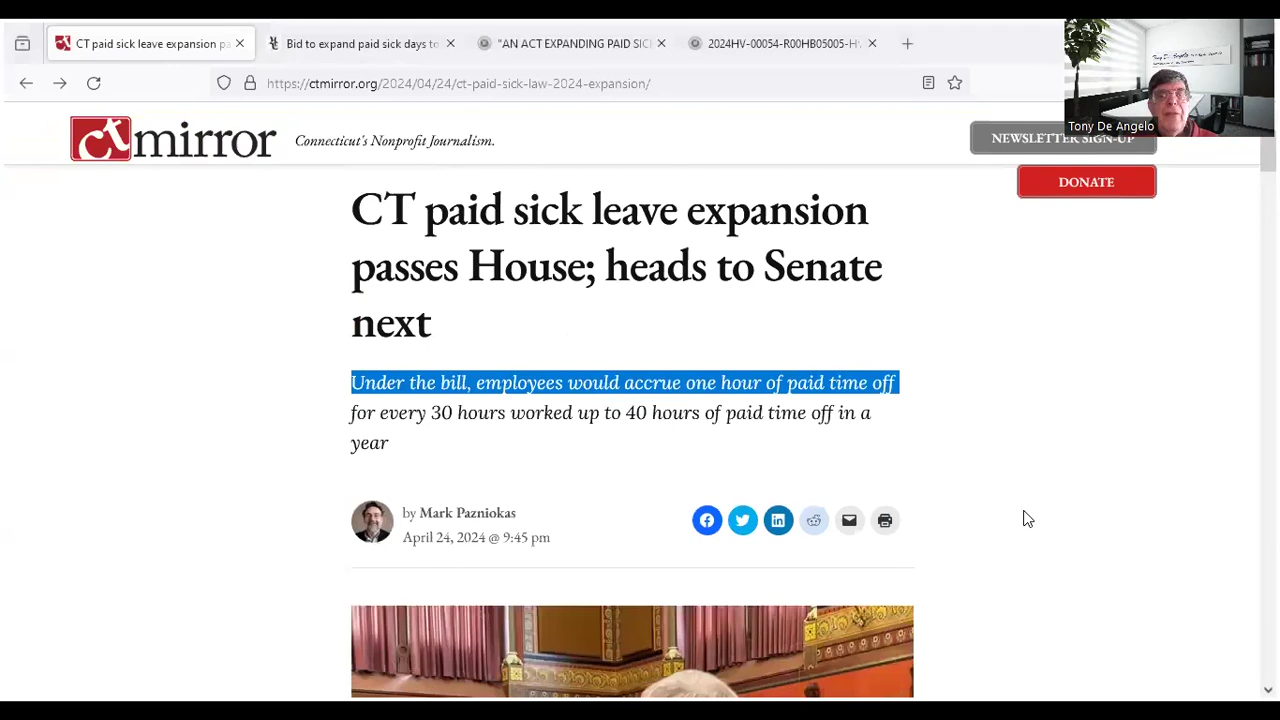 CT paid sick leave expansion pa
Bid to expand paid sick days to
"AN ACT EXPANDING PAID SICK
2024HV-00054-R00HB05005-HV
https://ctmirror.org/2024/04/24/ct-paid-sick-law-2024-expansion/
ct mirror
Connecticut's Nonprofit Journalism.
NEWSLETTER SIGN-UP
DONATE
Tony De Angelo
CT paid sick leave expansion
passes House; heads to Senate
next
Under the bill, employees would accrue one hour of paid time off
for every 30 hours worked up to 40 hours of paid time off in a
year
by Mark Pazniokas
April 24, 2024 @ 9:45 pm